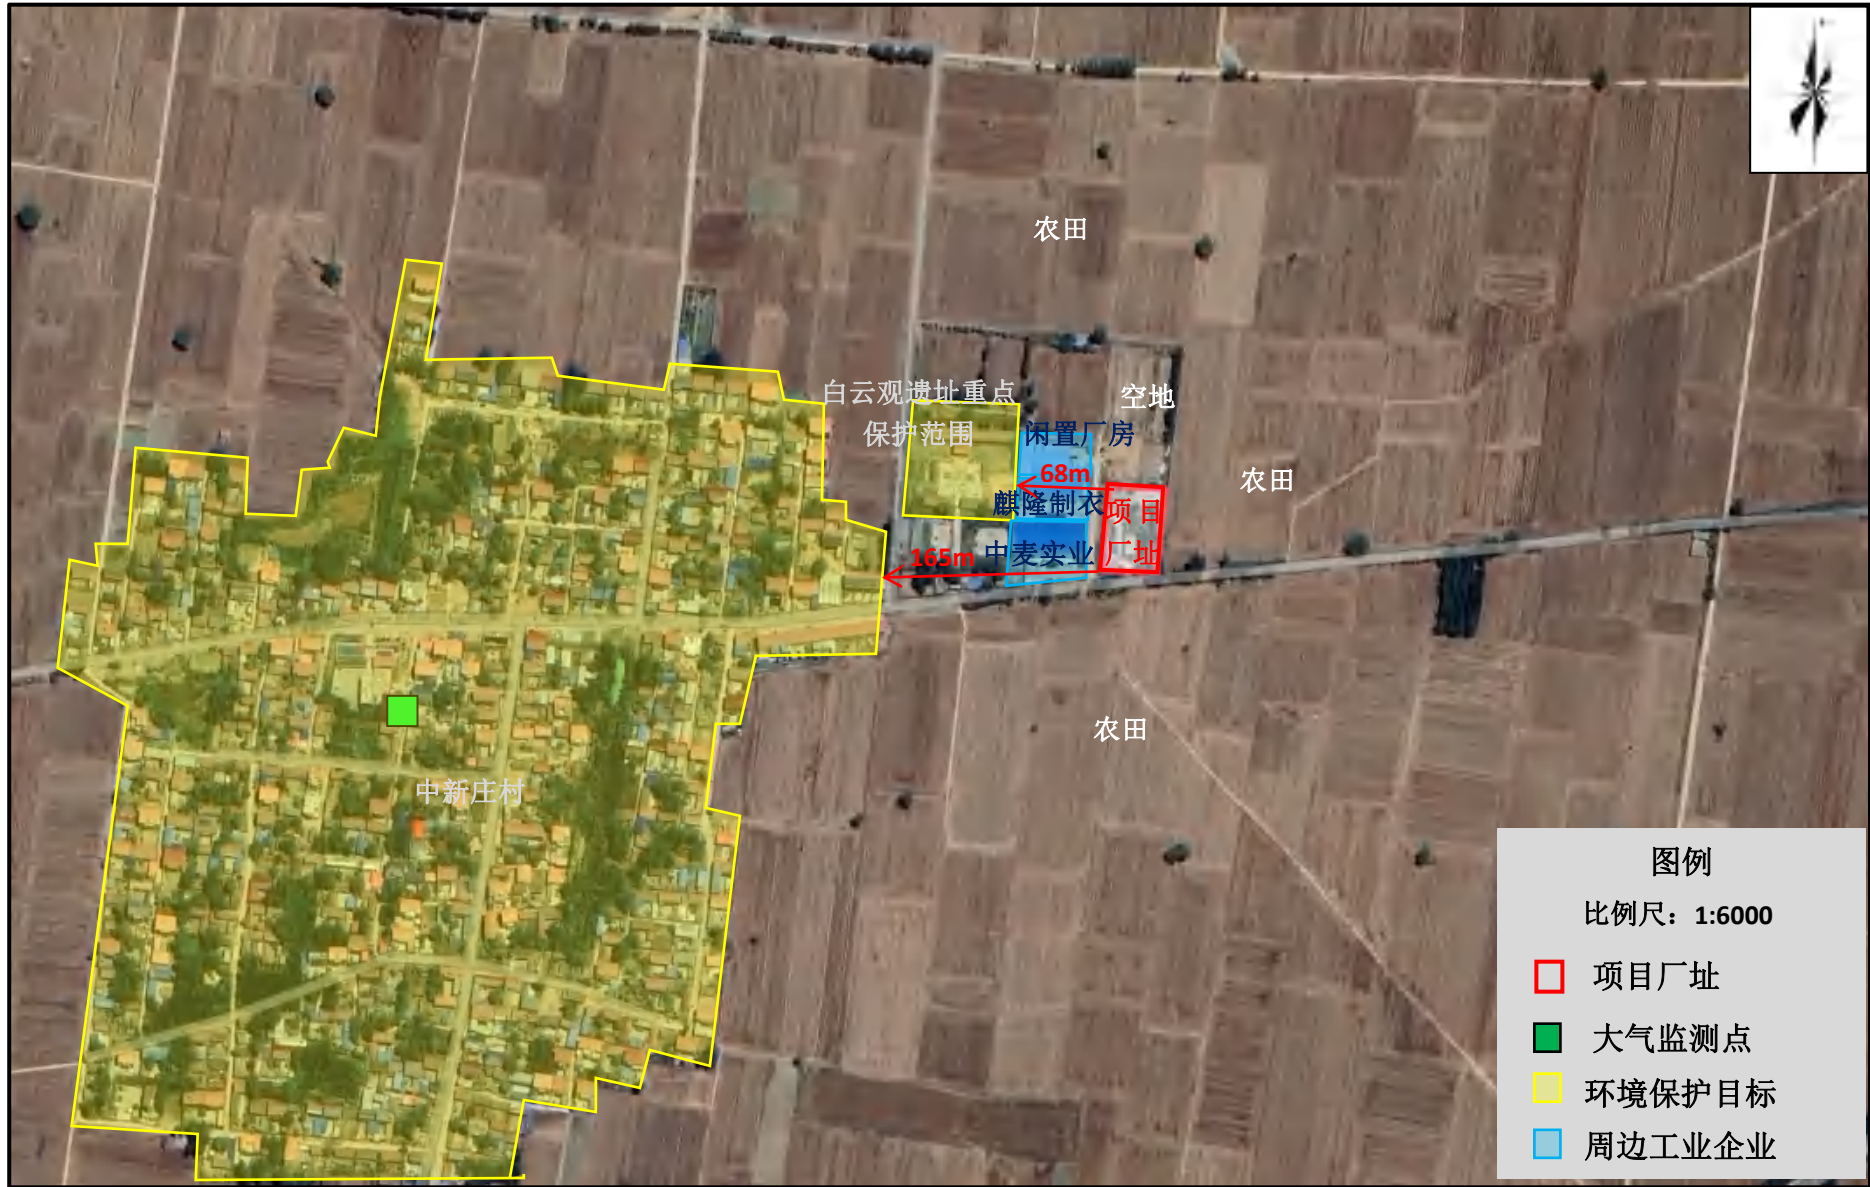 农田
白云观遗址重点
保护范围
空地
闲置厂房
68m
农田
麒隆制衣
项目
厂址
165m
中麦实业
农田
中新庄村
图例
比例尺：1:6000
项目厂址
大气监测点
环境保护目标
周边工业企业